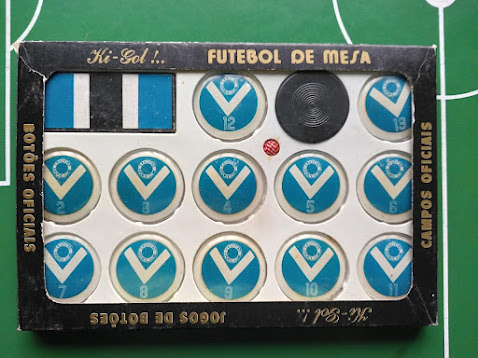 Ki-Gol !..
FUTEBOL DE MESA
BOTÕES OFICIAIS
CAMPOS OFICIAIS
12
13
2
3
4
5
6
7
8
9
10
11
JOGOS DE BOTÕES
Ki-Gol !..